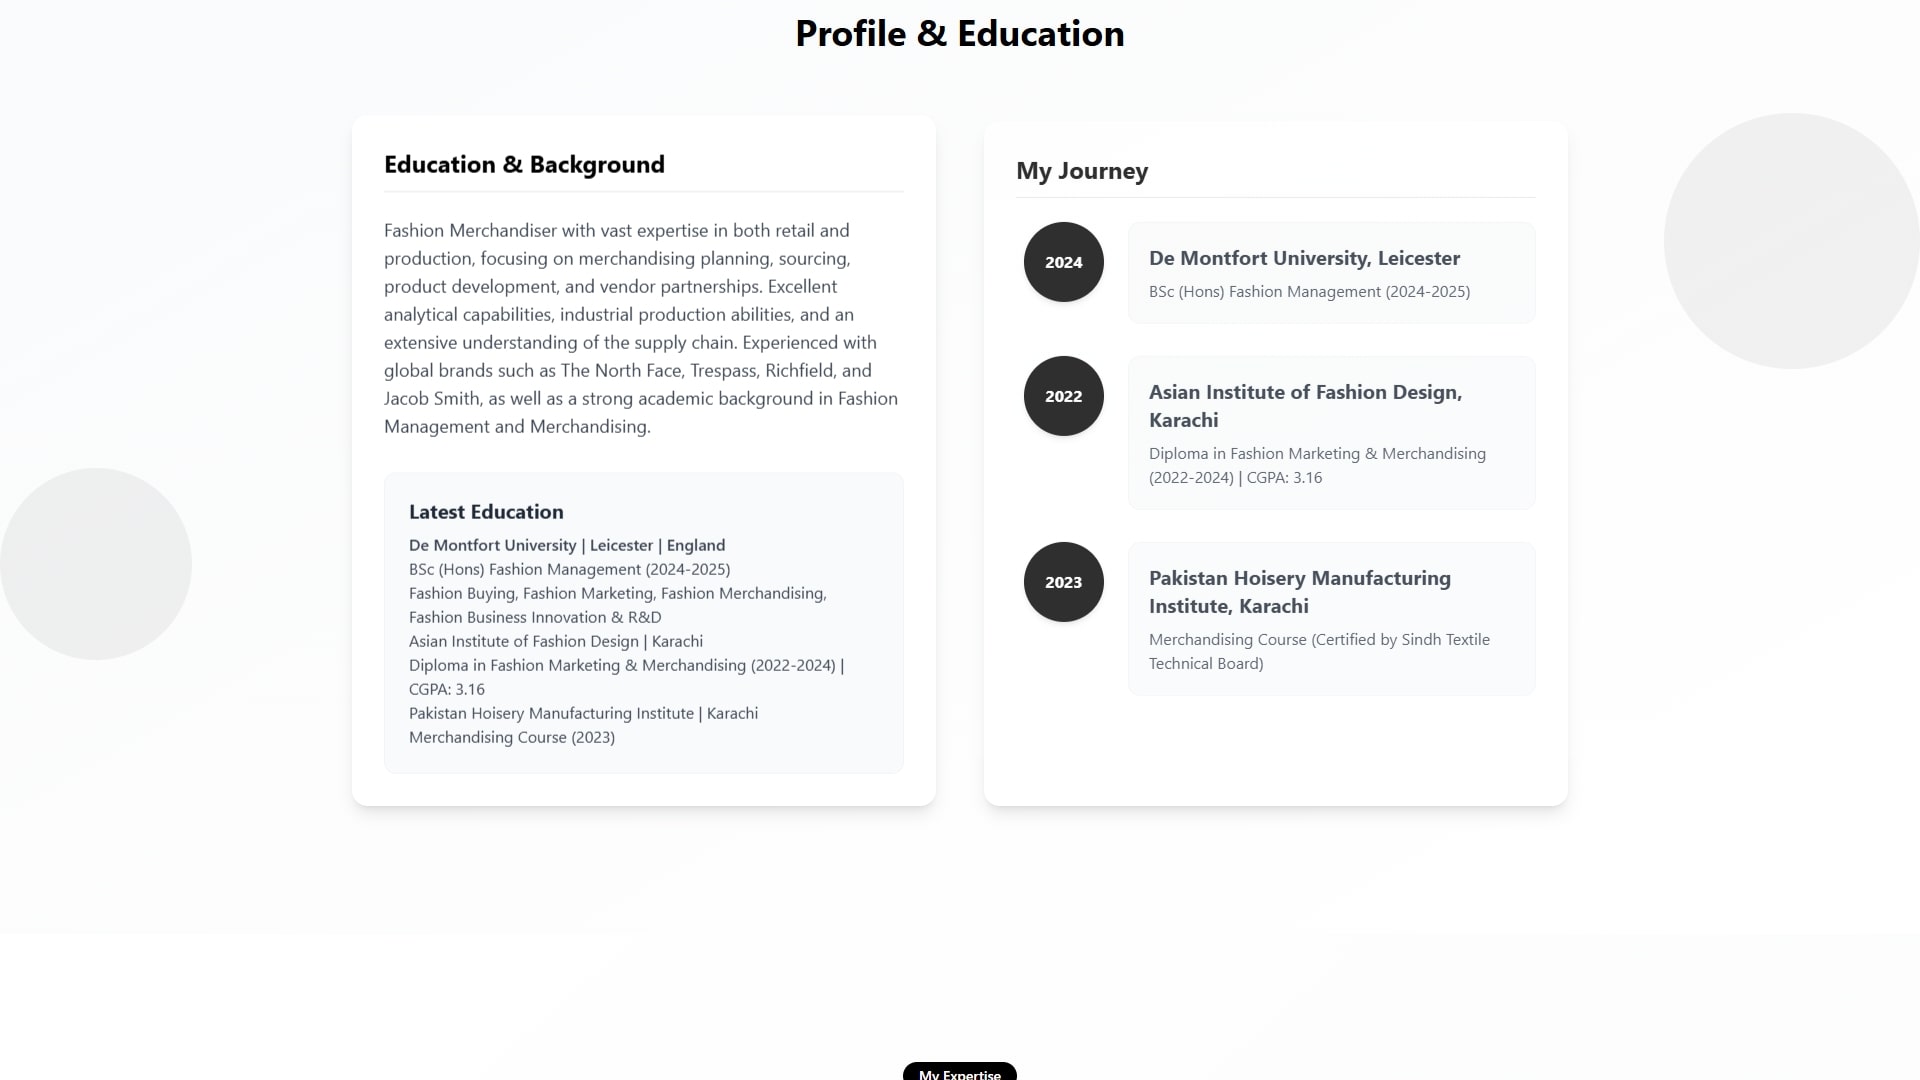 Profile & Education
Education & Background
Fashion Merchandiser with vast expertise in both retail and
production, focusing on merchandising planning, sourcing,
product development, and vendor partnerships. Excellent
analytical capabilities, industrial production abilities, and an
extensive understanding of the supply chain. Experienced with
global brands such as The North Face, Trespass, Richfield, and
Jacob Smith, as well as a strong academic background in Fashion
Management and Merchandising.
Latest Education
De Montfort University | Leicester | England
BSc (Hons) Fashion Management (2024-2025)
Fashion Buying, Fashion Marketing, Fashion Merchandising,
Fashion Business Innovation & R&D
Asian Institute of Fashion Design | Karachi
Diploma in Fashion Marketing & Merchandising (2022-2024) |
CGPA: 3.16
Pakistan Hoisery Manufacturing Institute | Karachi
Merchandising Course (2023)
My Journey
2024
De Montfort University, Leicester
BSc (Hons) Fashion Management (2024-2025)
2022
Asian Institute of Fashion Design,
Karachi
Diploma in Fashion Marketing & Merchandising
(2022-2024) | CGPA: 3.16
2023
Pakistan Hoisery Manufacturing
Institute, Karachi
Merchandising Course (Certified by Sindh Textile
Technical Board)
My Expertise